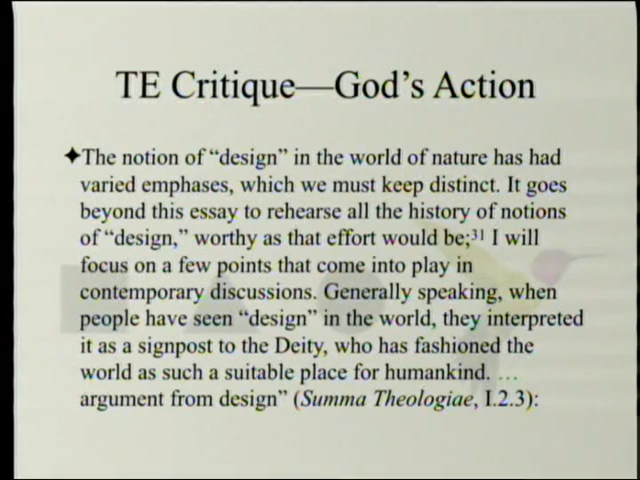 TE Critique—God's Action
✦The notion of “design” in the world of nature has had
varied emphases, which we must keep distinct. It goes
beyond this essay to rehearse all the history of notions
of “design,” worthy as that effort would be;31 I will
focus on a few points that come into play in
contemporary discussions. Generally speaking, when
people have seen “design” in the world, they interpreted
it as a signpost to the Deity, who has fashioned the
world as such a suitable place for humankind. …
argument from design” (Summa Theologiae, I.2.3):